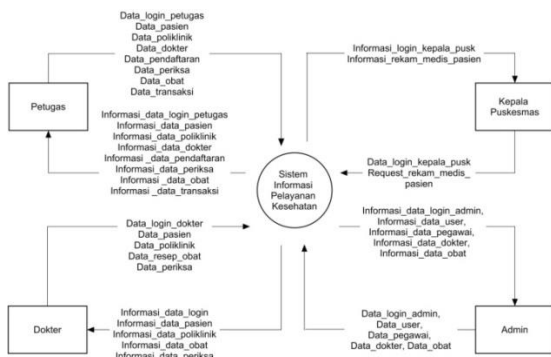 Data_login_petugas
Data_pasien
Data_poliklinik
Data_dokter
Data_pendaftaran
Data_periksa
Data_obat
Data_transaksi
Petugas
Informasi_data_login_petugas
Informasi_data_pasien
Informasi_data_poliklinik
Informasi_data_dokter
Informasi _data_pendaftaran
Informasi_data_periksa
Informasi _data_obat
Informasi _data_transaksi
Informasi_login_kepala_pusk
Informasi_rekam_medis_pasien
Kepala
Puskesmas
Data_login_kepala_pusk
Request_rekam_medis_
pasien
Sistem
Informasi
Pelayanan
Kesehatan
Data_login_dokter
Data_pasien
Data_poliklinik
Data_resep_obat
Data_periksa
Dokter
Informasi_data_login
Informasi_data_pasien
Informasi_data_poliklinik
Informasi_data_obat
Informasi_data_periksa
Informasi_data_login_admin,
Informasi_data_user,
Informasi_data_pegawai,
Informasi_data_dokter,
Informasi_data_obat
Admin
Data_login_admin,
Data_user,
Data_pegawai,
Data_dokter, Data_obat